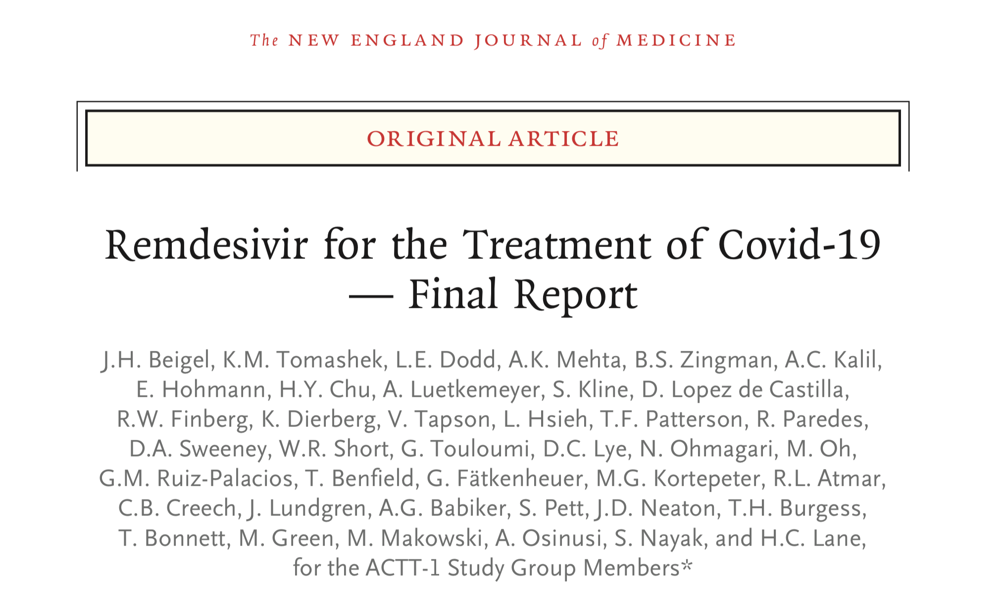 The NEW ENGLAND JOURNAL of MEDICINE
ORIGINAL ARTICLE
Remdesivir for the Treatment of Covid-19
— Final Report
J.H. Beigel, K.M. Tomashek, L.E. Dodd, A.K. Mehta, B.S. Zingman, A.C. Kalil,
E. Hohmann, H.Y. Chu, A. Luetkemeyer, S. Kline, D. Lopez de Castilla,
R.W. Finberg, K. Dierberg, V. Tapson, L. Hsieh, T.F. Patterson, R. Paredes,
D.A. Sweeney, W.R. Short, G. Touloumi, D.C. Lye, N. Ohmagari, M. Oh,
G.M. Ruiz-Palacios, T. Benfield, G. Fätkenheuer, M.G. Kortepeter, R.L. Atmar,
C.B. Creech, J. Lundgren, A.G. Babiker, S. Pett, J.D. Neaton, T.H. Burgess,
T. Bonnett, M. Green, M. Makowski, A. Osinusi, S. Nayak, and H.C. Lane,
for the ACTT-1 Study Group Members*